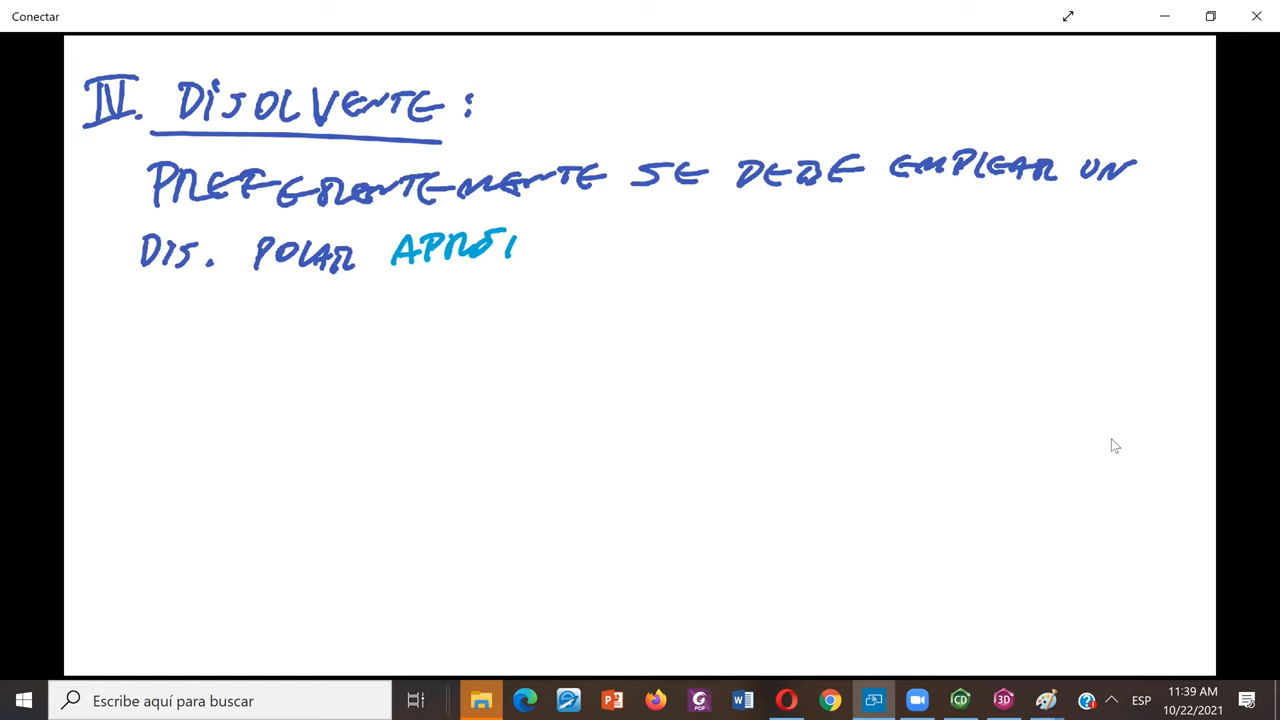 Conectar
IV. DISOLVENTE:
PREFERENTEMENTE SE DEBE EMPLEAR UN
DIS. POLAR APRÓT
Escribe aquí para buscar
ESP
11:39 AM
10/22/2021